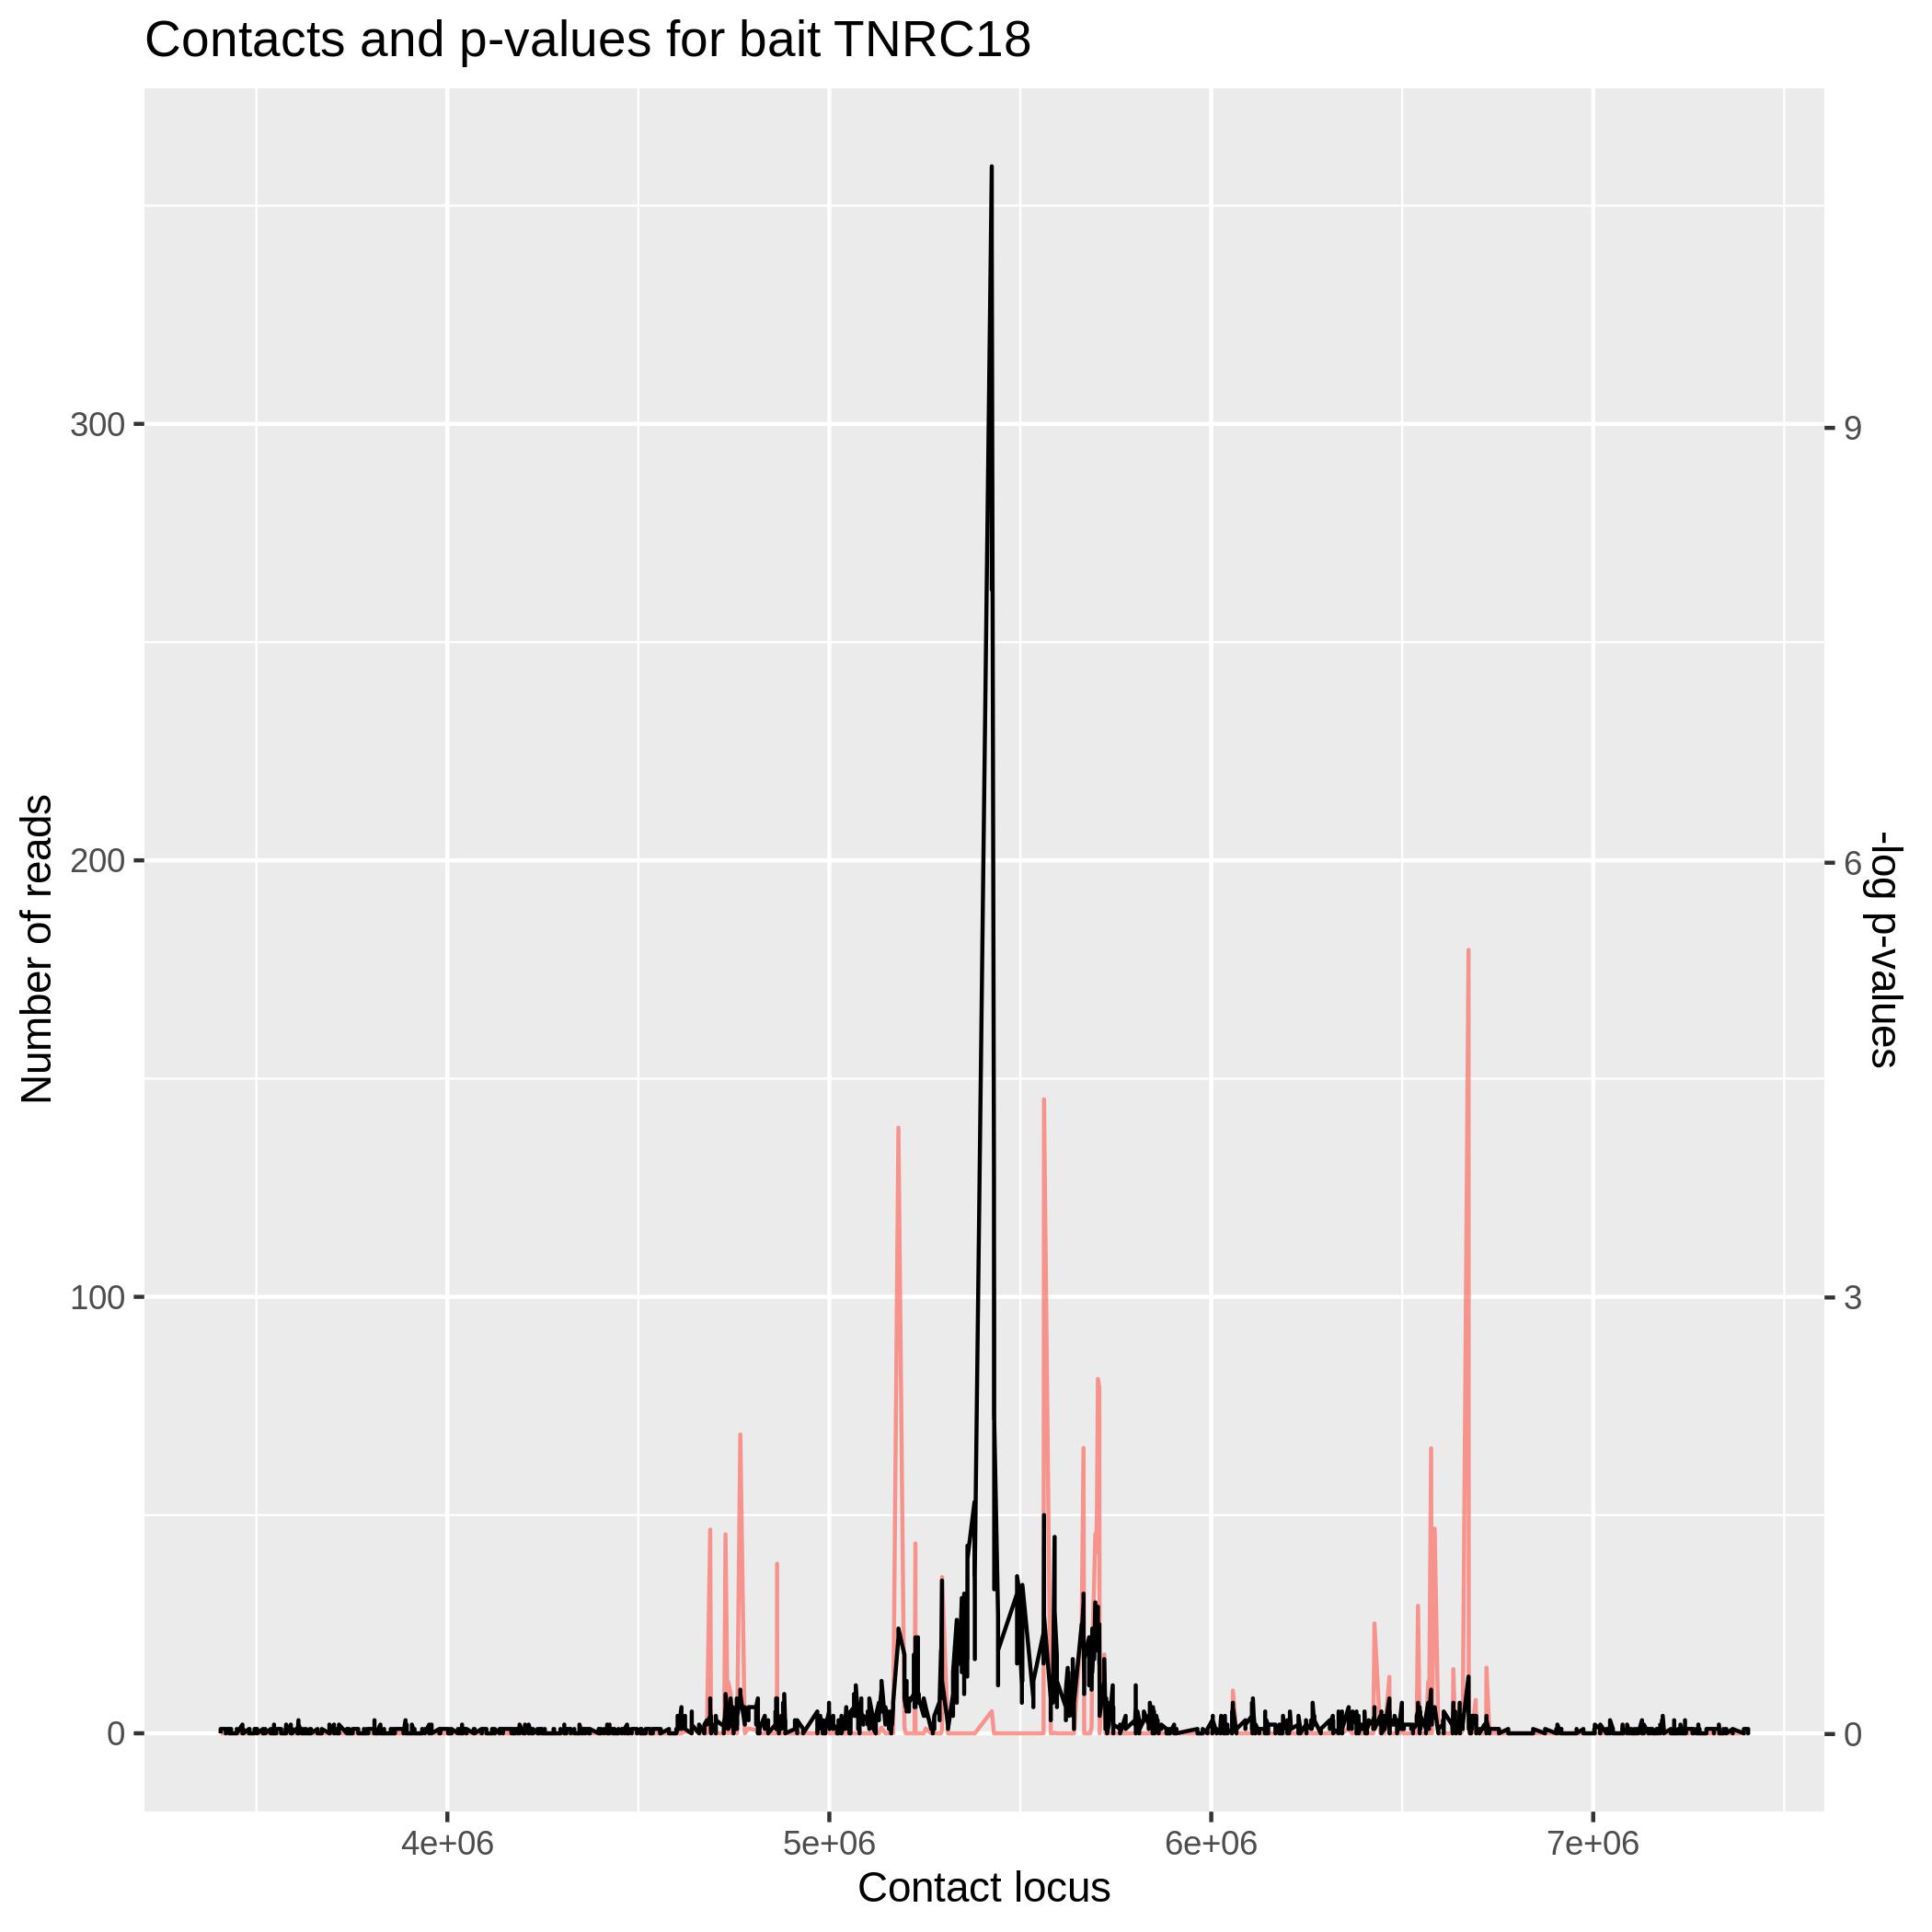 Contacts and p-values for bait TNRC18
Number of reads
300
200
100
0
9
6
3
0
-log p-values
4e+06
5e+06
6e+06
7e+06
Contact locus